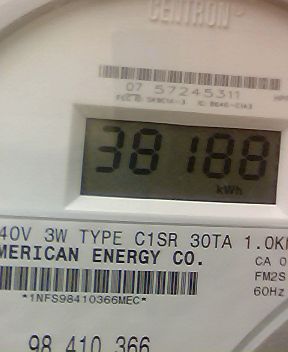 CENTRON
07 57245311
38188
kWh
40V 3W TYPE C1SR 30TA 1.0K
MERICAN ENERGY CO.
CA 0
FM2S
60Hz
*1NFS98410366MEC*
98 410 366